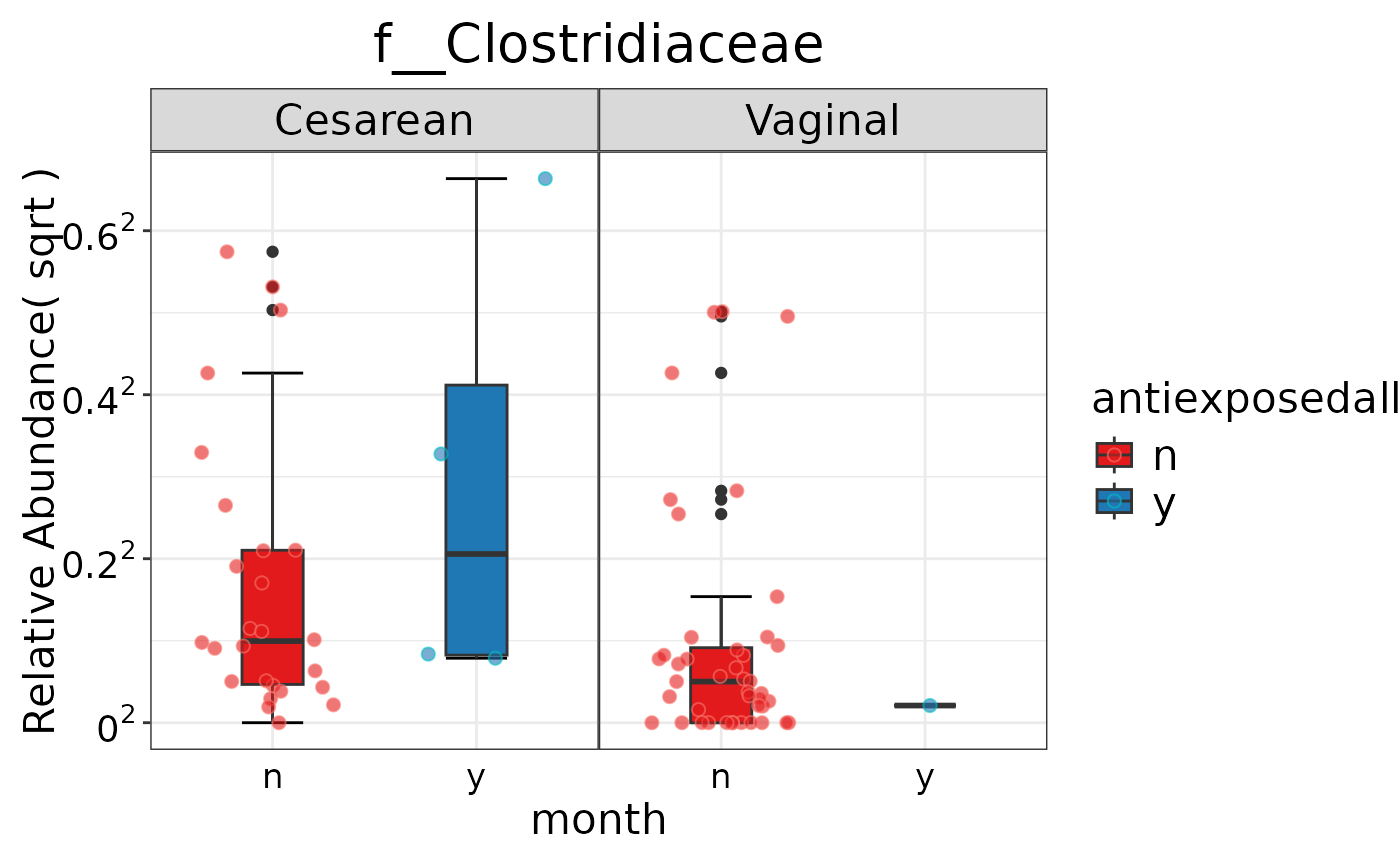 f__Clostridiaceae
Cesarean
Vaginal
Relative Abundance( sqrt )
0.6²
0.4²
0.2²
0²
n
y
n
y
month
antiexposedall
n
y